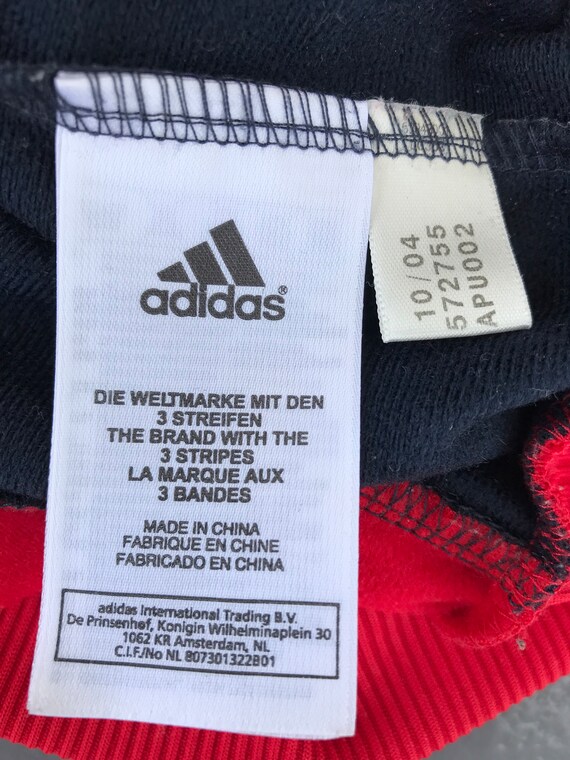 adidas®
DIE WELTMARKE MIT DEN
3 STREIFEN
THE BRAND WITH THE
3 STRIPES
LA MARQUE AUX
3 BANDES
MADE IN CHINA
FABRIQUE EN CHINE
FABRICADO EN CHINA
adidas International Trading B.V.
De Prinsenhof, Konigin Wilhelminaplein 30
1062 KR Amsterdam, NL
C.I.F./No NL 807301322B01
10/04
572755
APU002